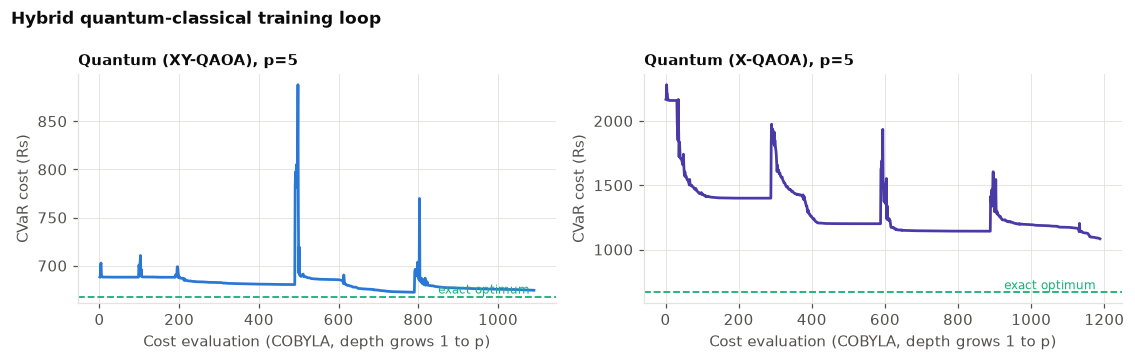 Hybrid quantum-classical training loop
Quantum (XY-QAOA), p=5
850
800
750
700
CVaR cost (Rs)
exact optimum
0 200 400 600 800 1000
Cost evaluation (COBYLA, depth grows 1 to p)
Quantum (X-QAOA), p=5
2000
1500
1000
CVaR cost (Rs)
exact optimum
0 200 400 600 800 1000 1200
Cost evaluation (COBYLA, depth grows 1 to p)